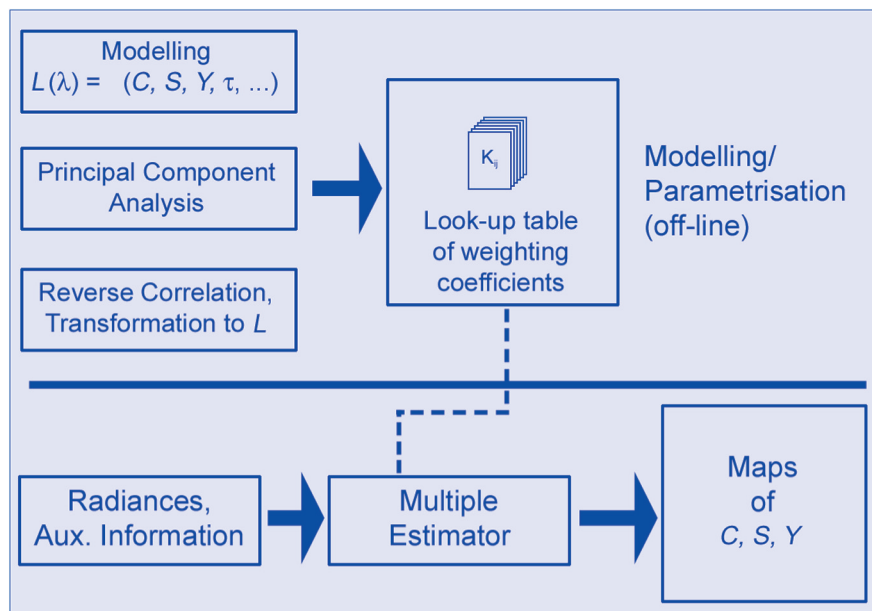 Modelling
L(λ) = (C, S, Y, τ, ...)
Principal Component
Analysis
Reverse Correlation,
Transformation to L
K_ij
Look-up table
of weighting
coefficients
Modelling/
Parametrisation
(off-line)
Radiances,
Aux. Information
Multiple
Estimator
Maps
of
C, S, Y